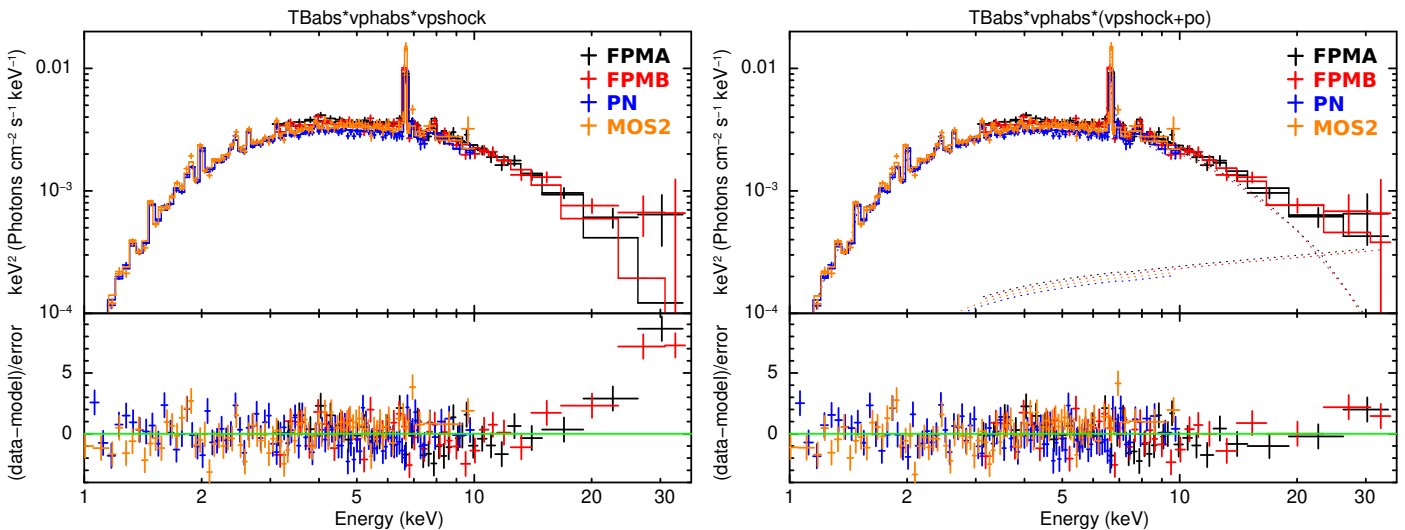 TBabs*vphabs*vpshock
keV² (Photons cm⁻² s⁻¹ keV⁻¹)
0.01
10⁻³
10⁻⁴
FPMA
FPMB
PN
MOS2
(data−model)/error
5
0
1
2
5
10
20
30
Energy (keV)
TBabs*vphabs*(vpshock+po)
keV² (Photons cm⁻² s⁻¹ keV⁻¹)
0.01
10⁻³
10⁻⁴
FPMA
FPMB
PN
MOS2
(data−model)/error
5
0
1
2
5
10
20
30
Energy (keV)